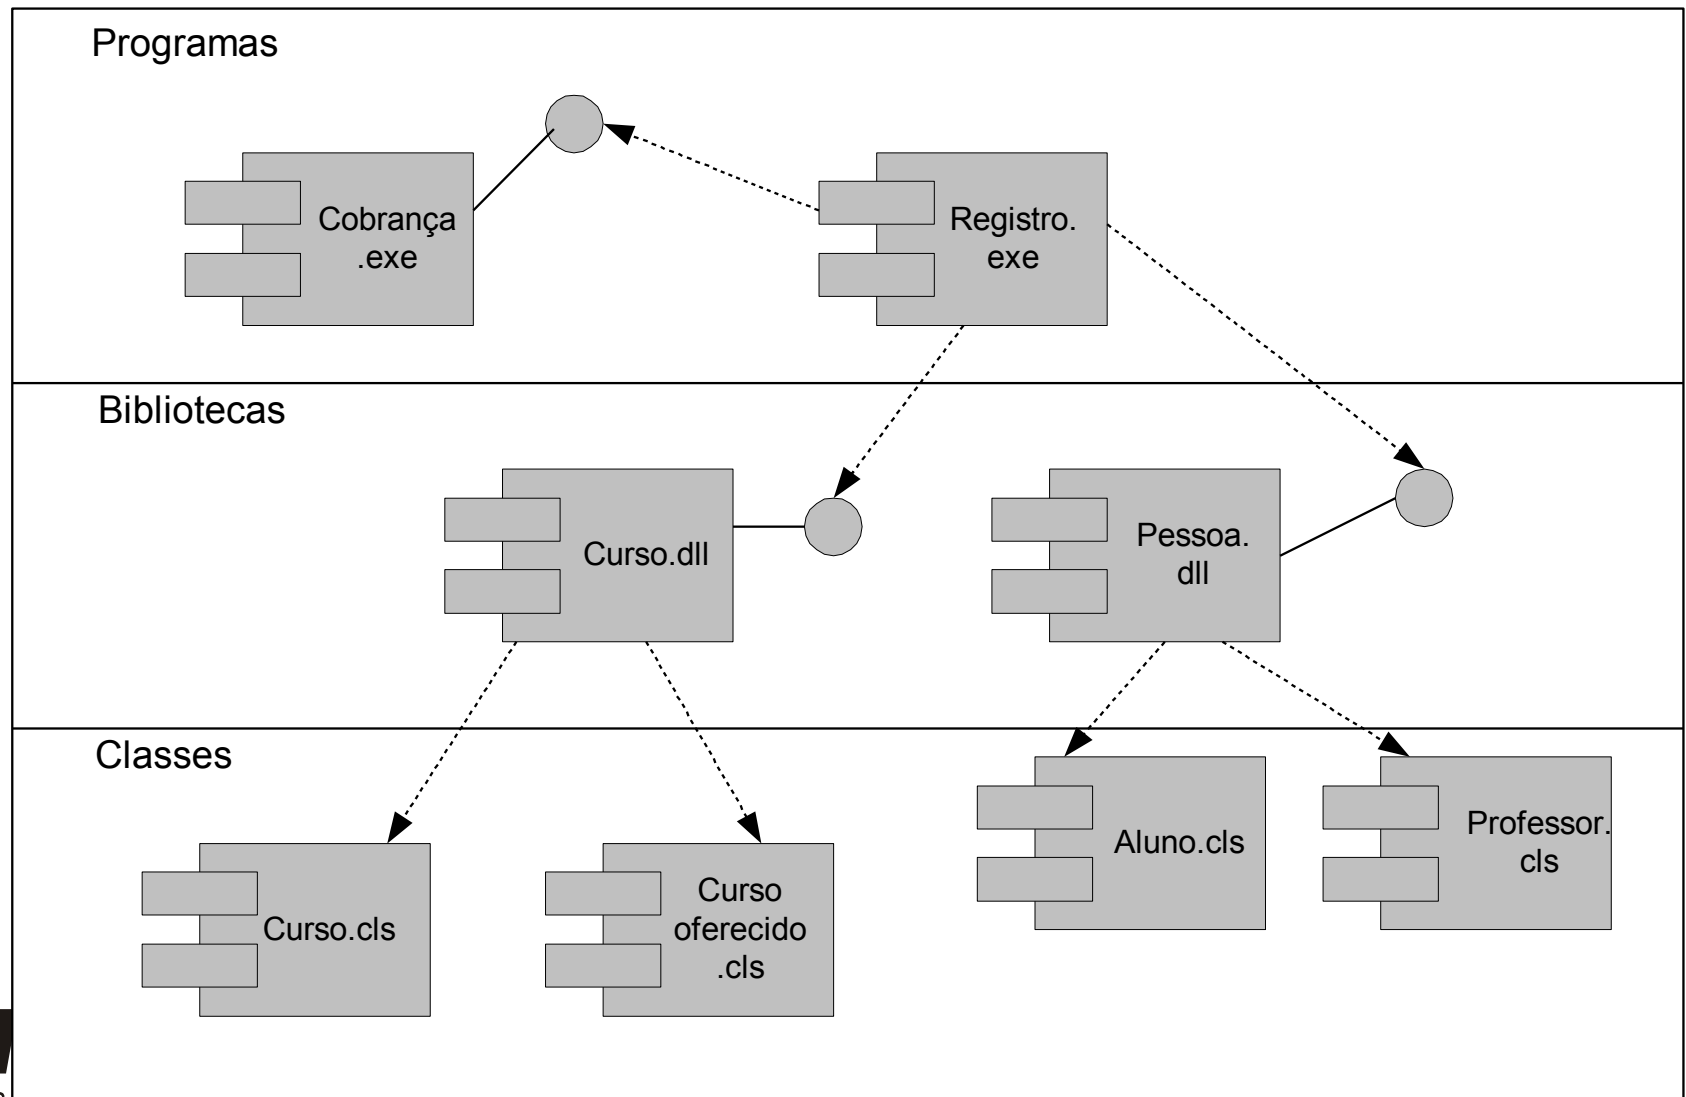 Programas
Cobrança
.exe
Registro.
exe
Bibliotecas
Curso.dll
Pessoa.
dll
Classes
Curso.cls
Curso
oferecido
.cls
Aluno.cls
Professor.
cls